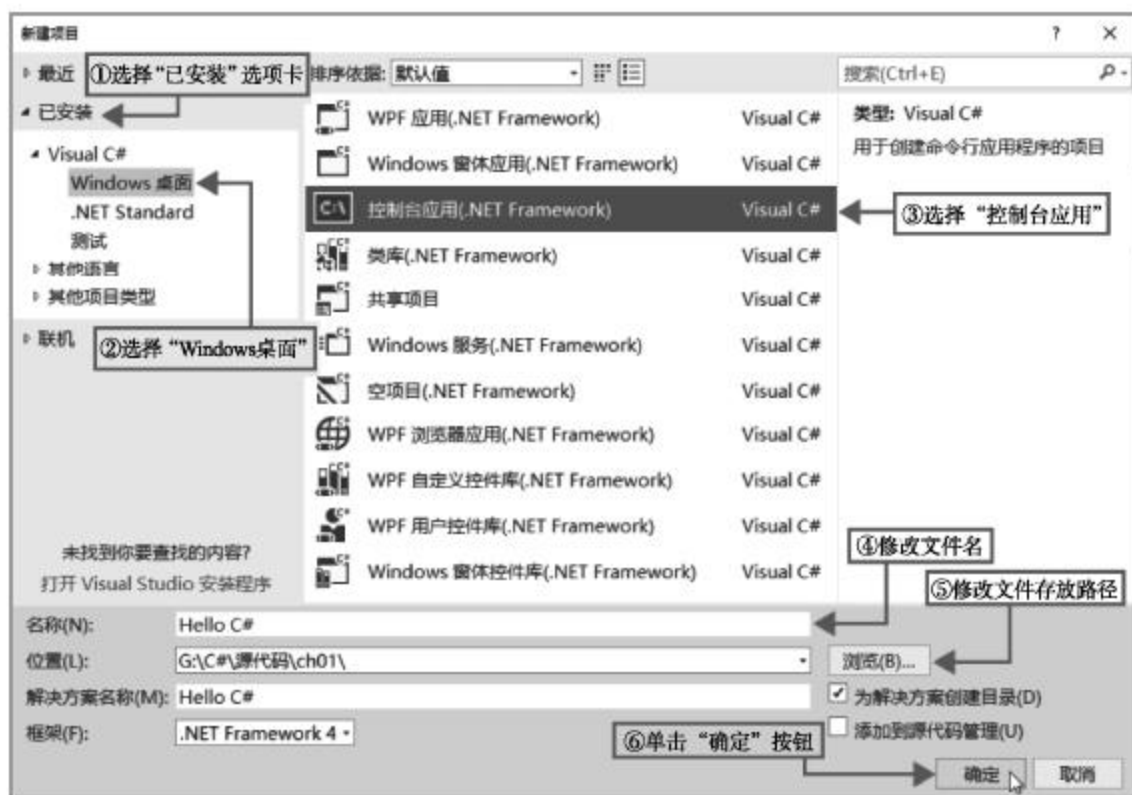 新建项目
? ×
▷ 最近
①选择“已安装”选项卡
排序依据: 默认值
搜索(Ctrl+E)
已安装
Visual C#
Windows 桌面
.NET Standard
测试
其他语言
其他项目类型
联机
②选择“Windows桌面”
未找到你要查找的内容?
打开 Visual Studio 安装程序
WPF 应用(.NET Framework) Visual C#
Windows 窗体应用(.NET Framework) Visual C#
控制台应用(.NET Framework) Visual C#
类库(.NET Framework) Visual C#
共享项目 Visual C#
Windows 服务(.NET Framework) Visual C#
空项目(.NET Framework) Visual C#
WPF 浏览器应用(.NET Framework) Visual C#
WPF 自定义控件库(.NET Framework) Visual C#
WPF 用户控件库(.NET Framework) Visual C#
Windows 窗体控件库(.NET Framework) Visual C#
类型: Visual C#
用于创建命令行应用程序的项目
③选择“控制台应用”
④修改文件名
⑤修改文件存放路径
名称(N): Hello C#
位置(L): G:\C#\源代码\ch01\
浏览(B)...
解决方案名称(M): Hello C#
为解决方案创建目录(D)
框架(F): .NET Framework 4
添加到源代码管理(U)
⑥单击“确定”按钮
确定 取消